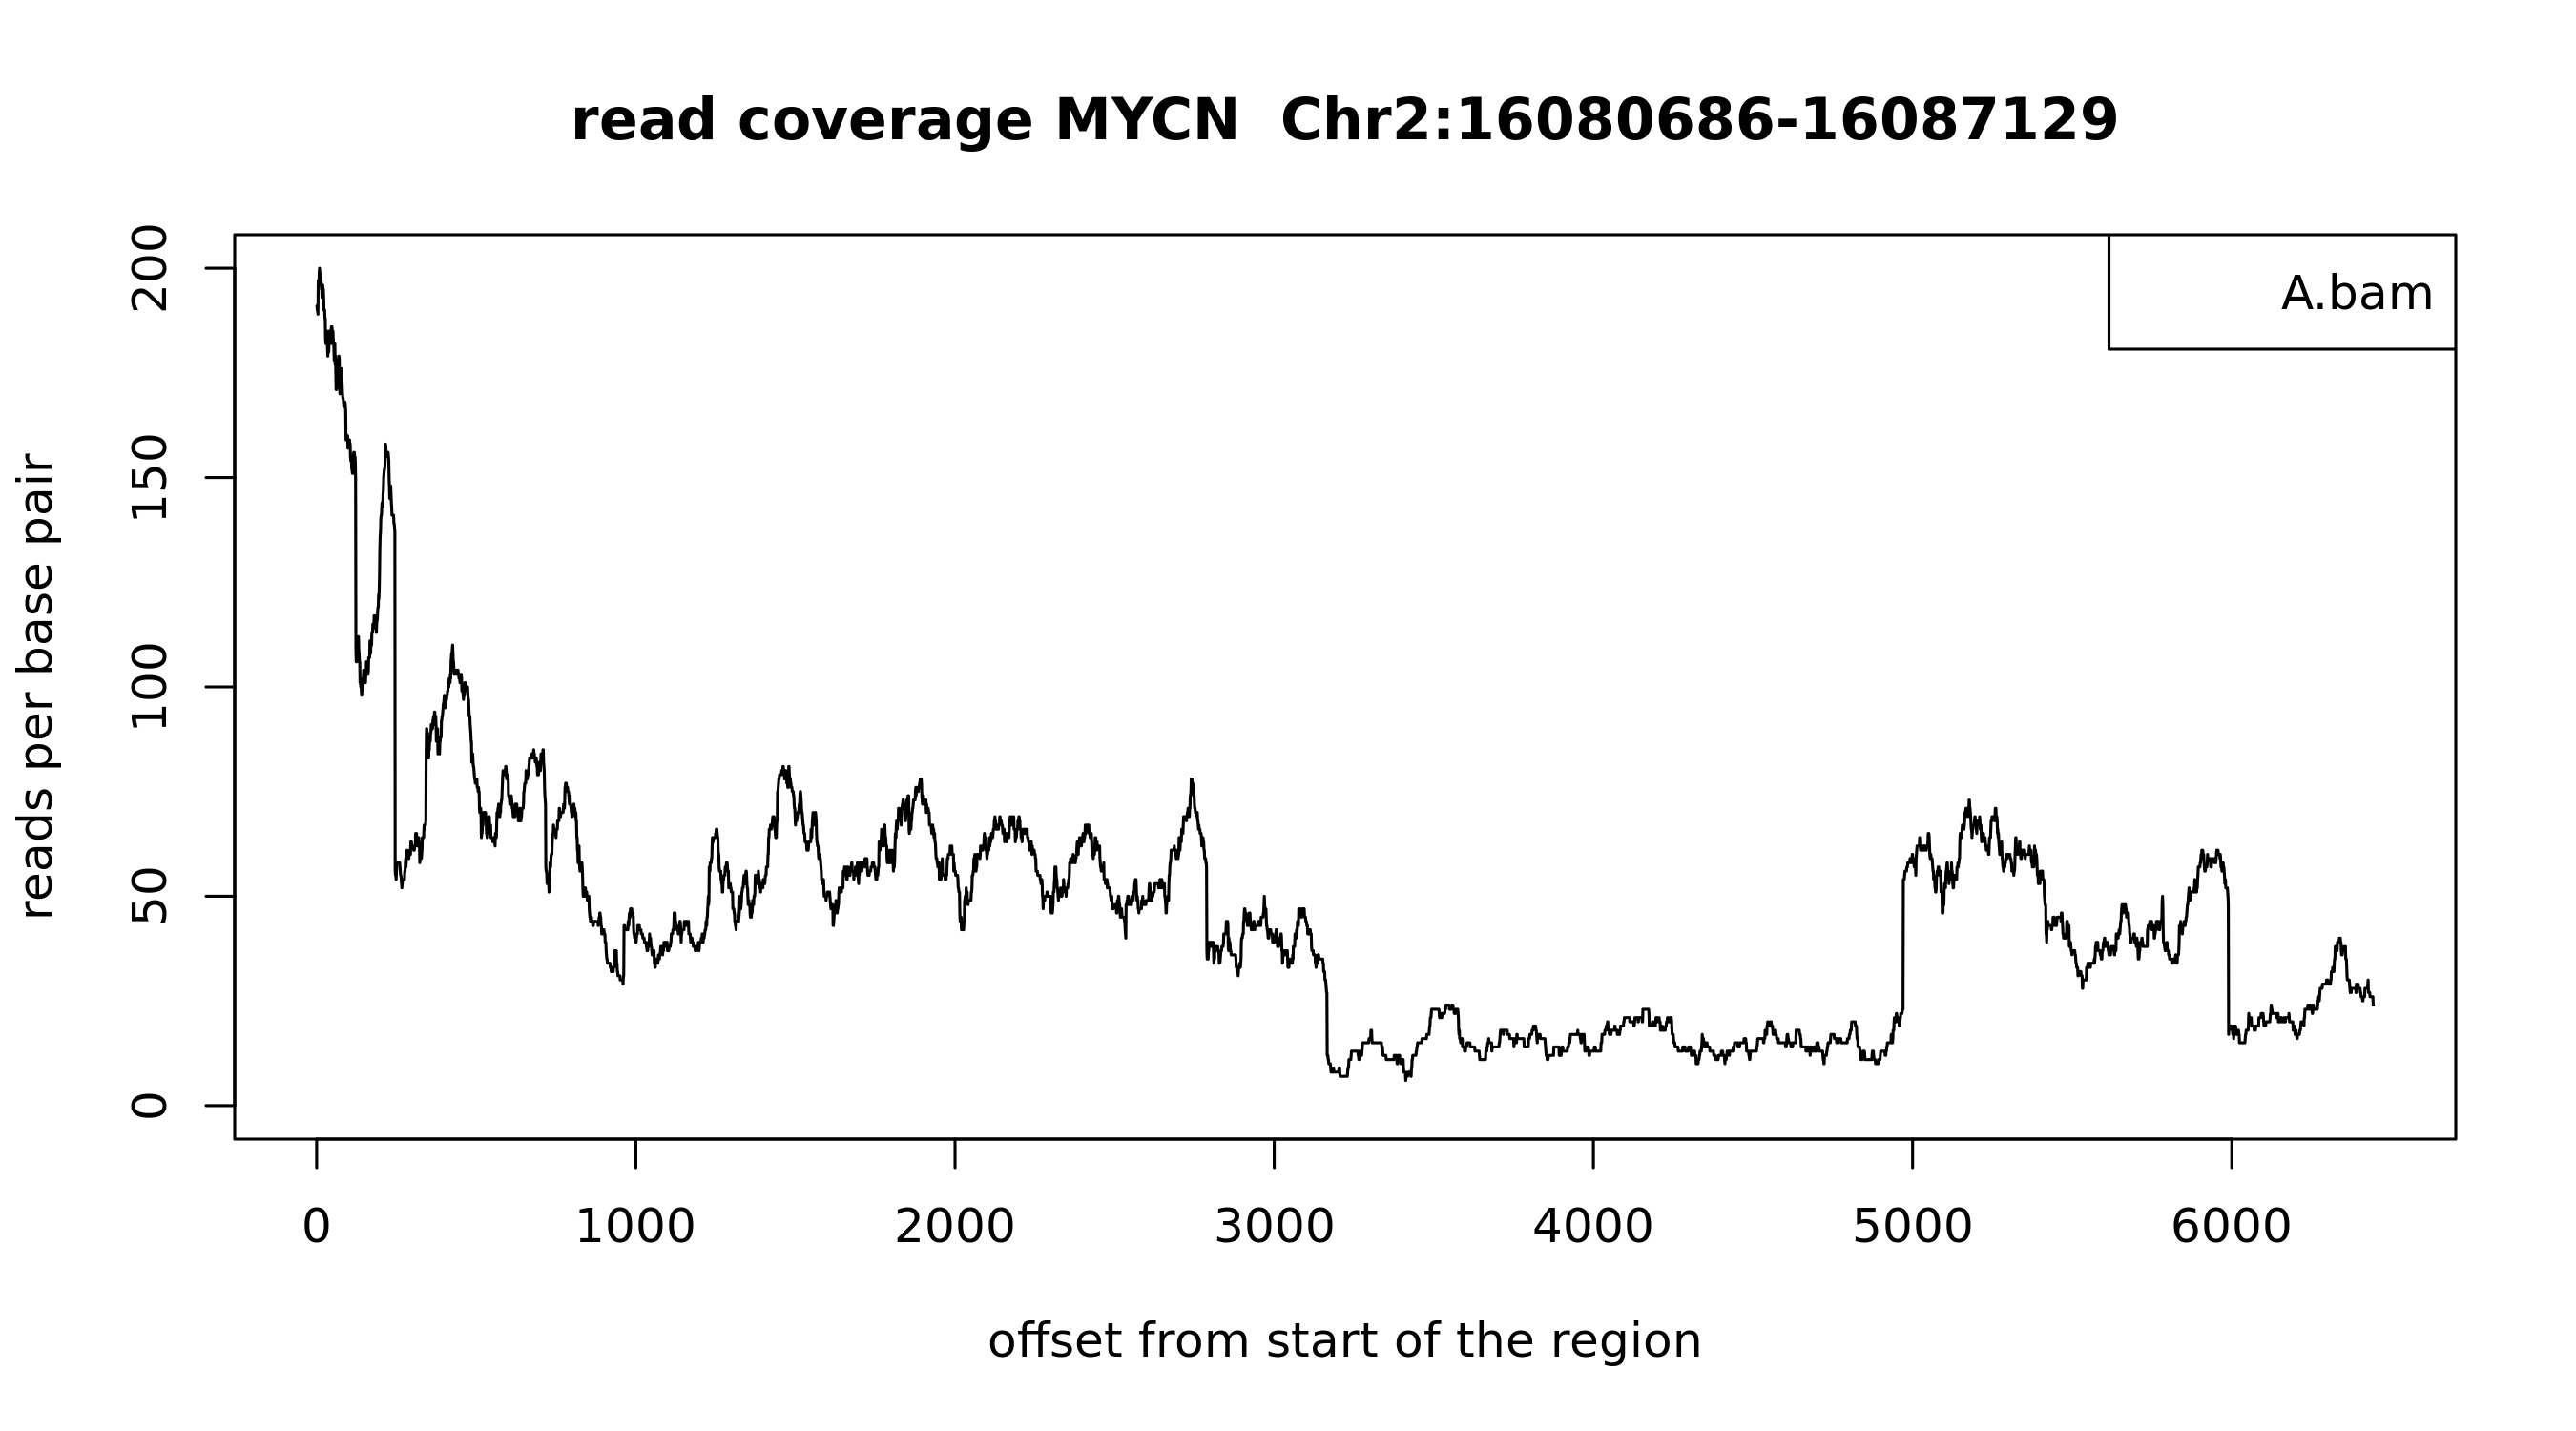 read coverage MYCN  Chr2:16080686-16087129
A.bam
reads per base pair
200
150
100
50
0
0 1000 2000 3000 4000 5000 6000
offset from start of the region